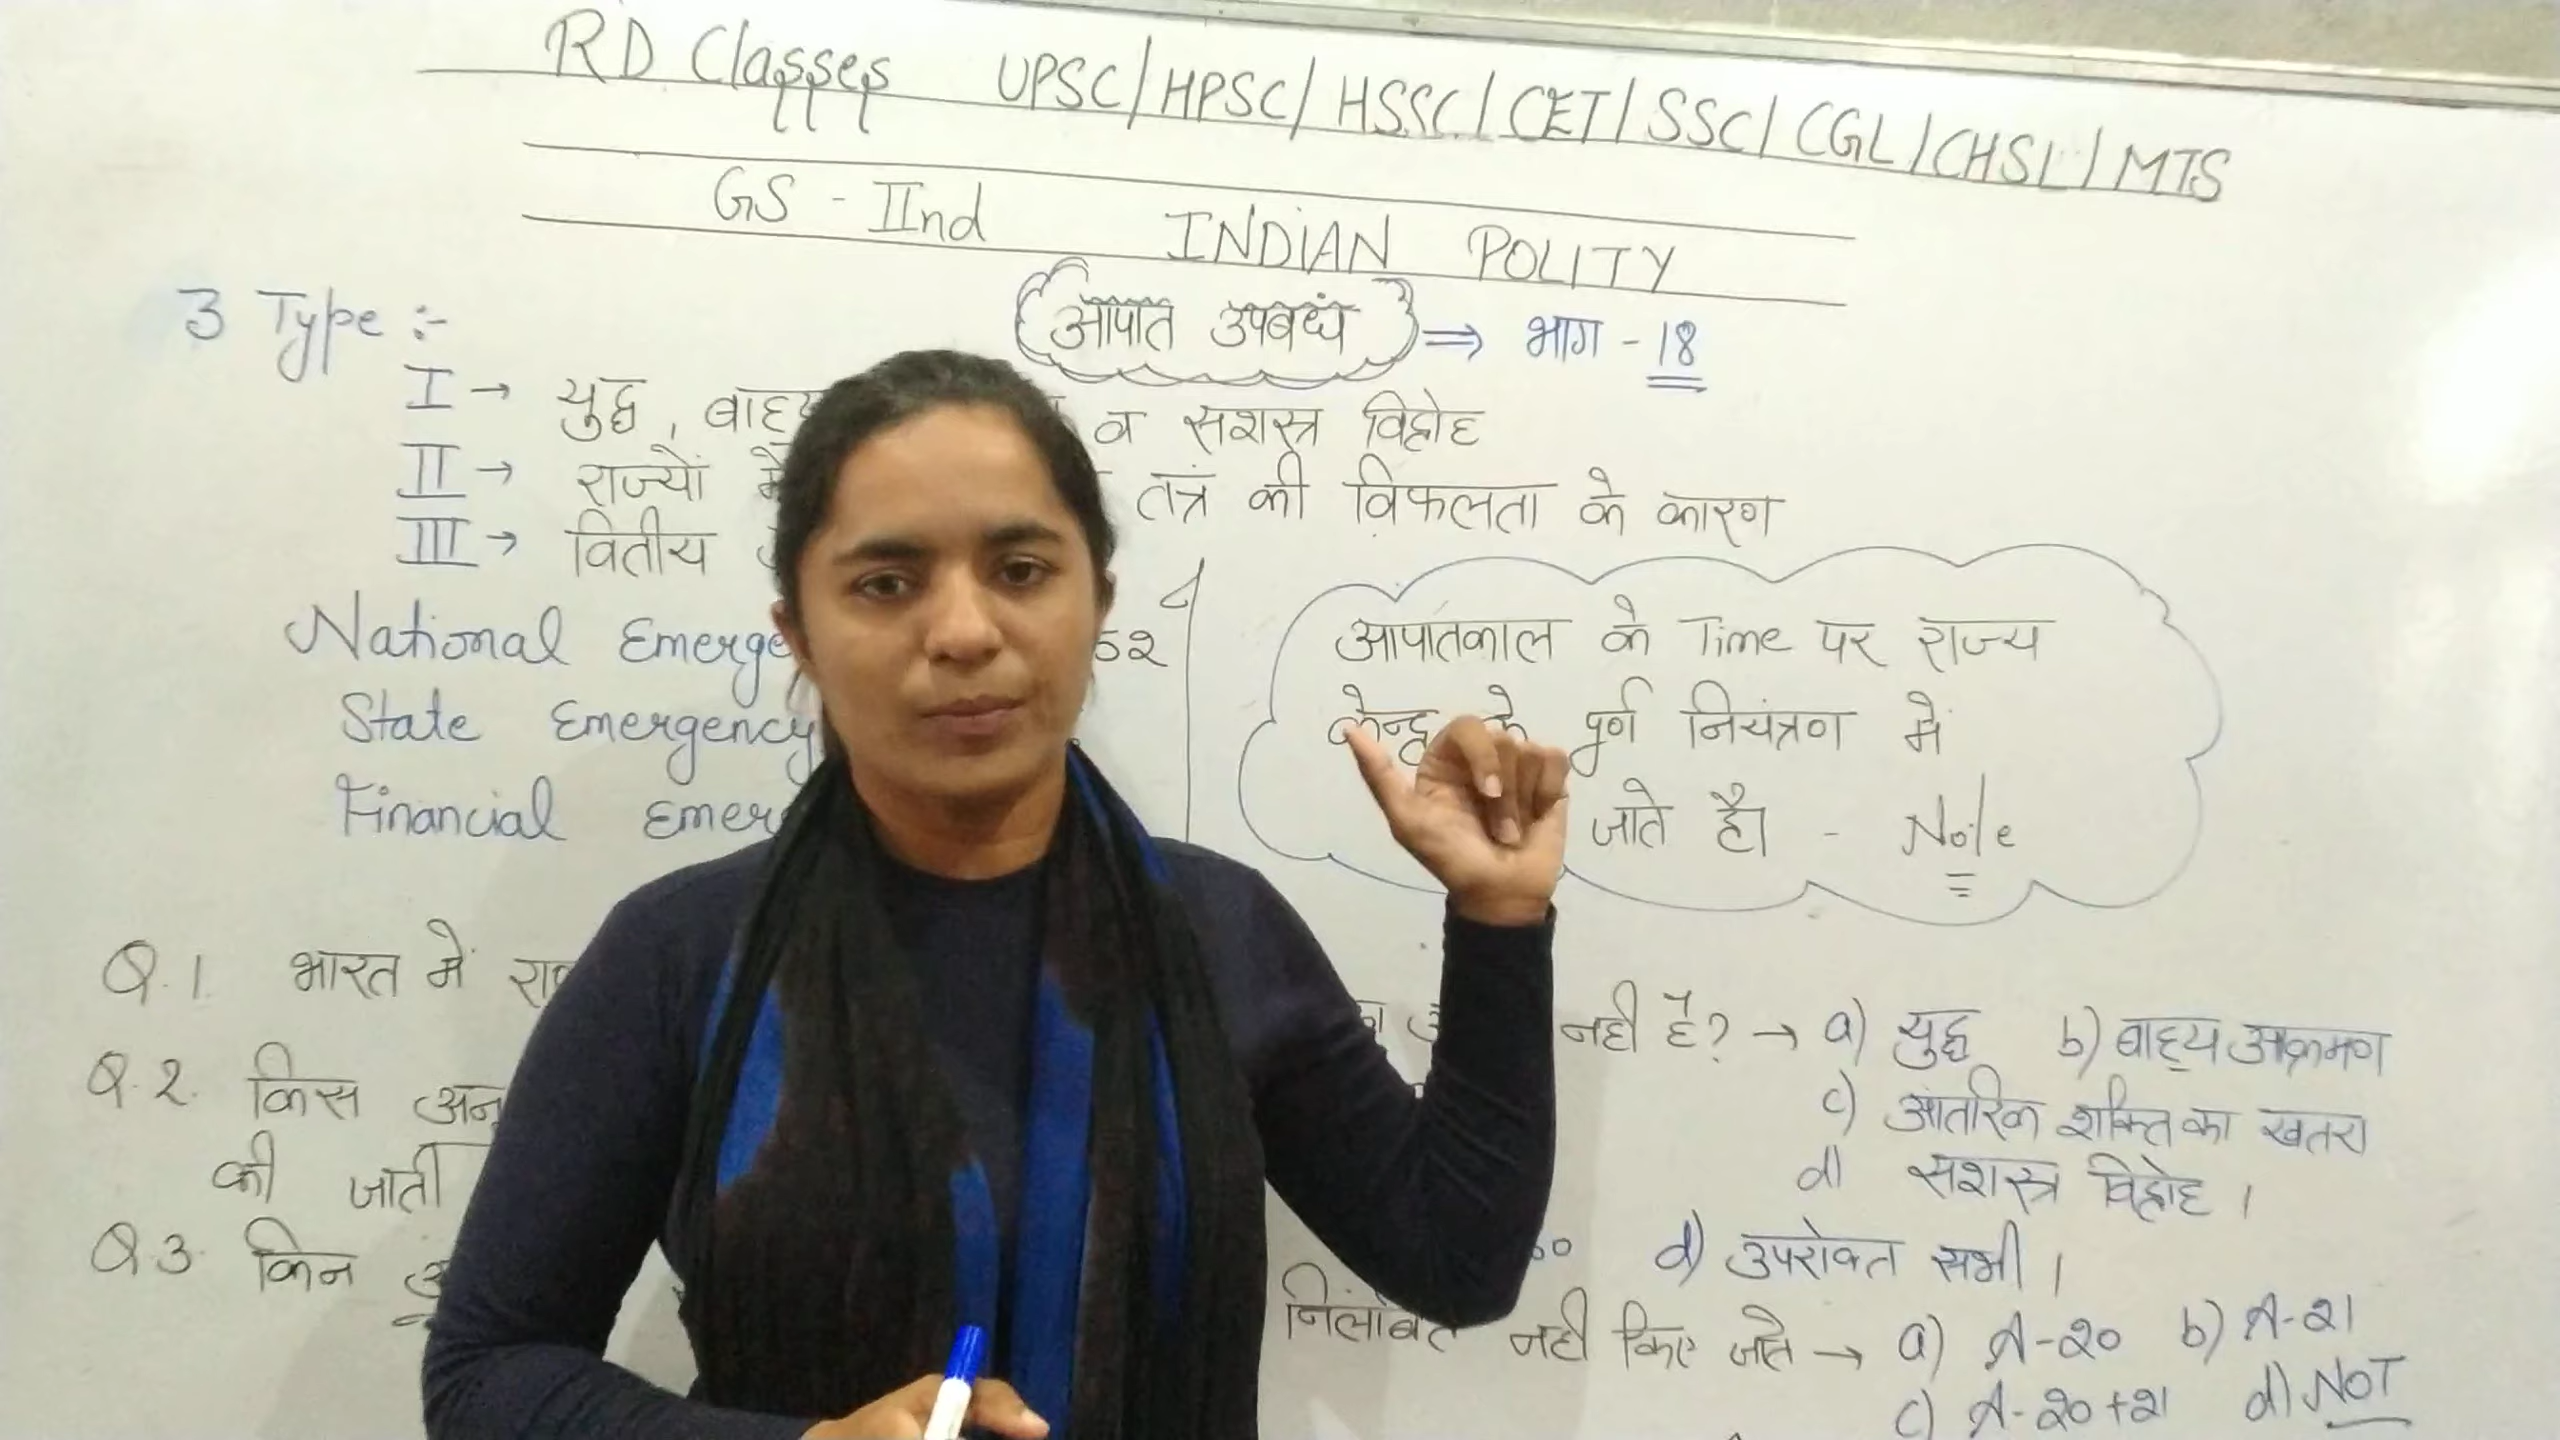 RD Classes UPSC/HPSC/HSSC/CET/SSC/CGL/CHSL/MTS
GS - IInd INDIAN POLITY
आपात उपबधं ⇒ भाग - 18
3 Type :-
I → युद्ध, बाह्य व सशस्त्र विद्रोह
II → राज्यों में तत्रं की विफलता के कारण
III → वितीय
National Emerge 52
State Emergency
Financial Emer
आपातकाल के Time पर राज्य
केन्द्र के पूर्ण नियंत्रण में
जाते है। - Note
Q.1. भारत में नही है? → a) युद्ध b) बाह्य आक्रमण
c) आंतरिक शक्ति का खतरा
d) सशस्त्र विद्रोह।
Q.2. किस
की जाती d) उपरोक्त सभी।
Q.3. किन निलंबित नही किए जाते → a) A-20 b) A-21
c) A-20+21 d) NOT